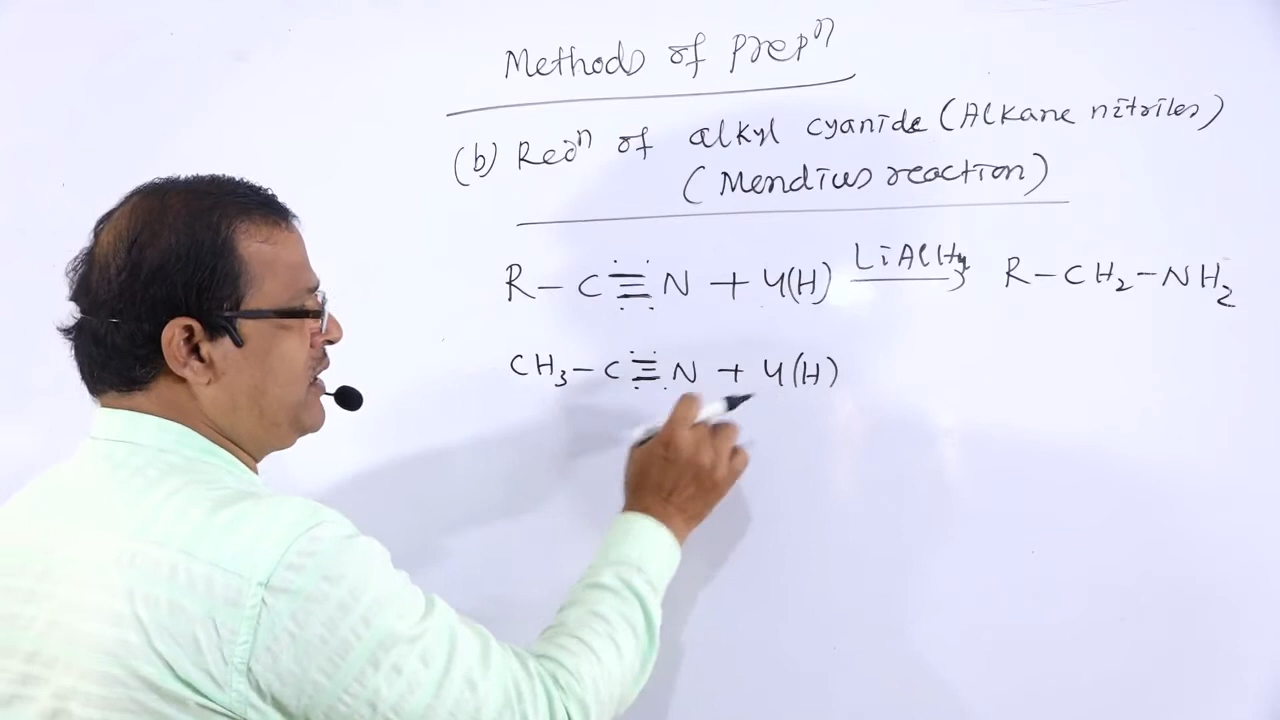 Methods of prepⁿ
(b) Redⁿ of alkyl cyanide (Alkane nitriles)
(Mendius reaction)
R – C ≡ N + 4(H) LiAlH₄ → R – CH₂ – NH₂
CH₃ – C ≡ N + 4(H)